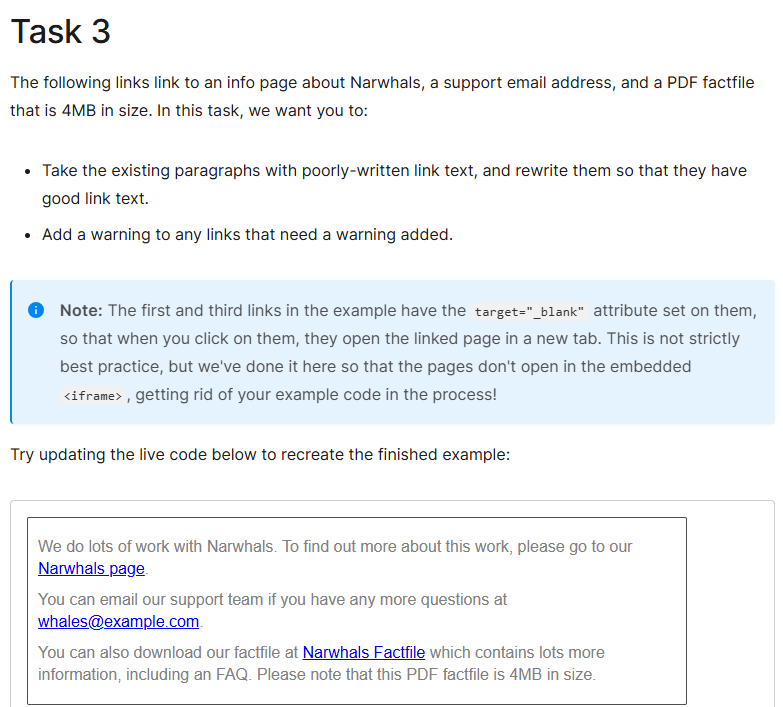 Task 3
The following links link to an info page about Narwhals, a support email address, and a PDF factfile
that is 4MB in size. In this task, we want you to:
• Take the existing paragraphs with poorly-written link text, and rewrite them so that they have
good link text.
• Add a warning to any links that need a warning added.
Note: The first and third links in the example have the target="_blank" attribute set on them,
so that when you click on them, they open the linked page in a new tab. This is not strictly
best practice, but we've done it here so that the pages don't open in the embedded
<iframe>, getting rid of your example code in the process!
Try updating the live code below to recreate the finished example:
We do lots of work with Narwhals. To find out more about this work, please go to our
Narwhals page.
You can email our support team if you have any more questions at
whales@example.com.
You can also download our factfile at Narwhals Factfile which contains lots more
information, including an FAQ. Please note that this PDF factfile is 4MB in size.